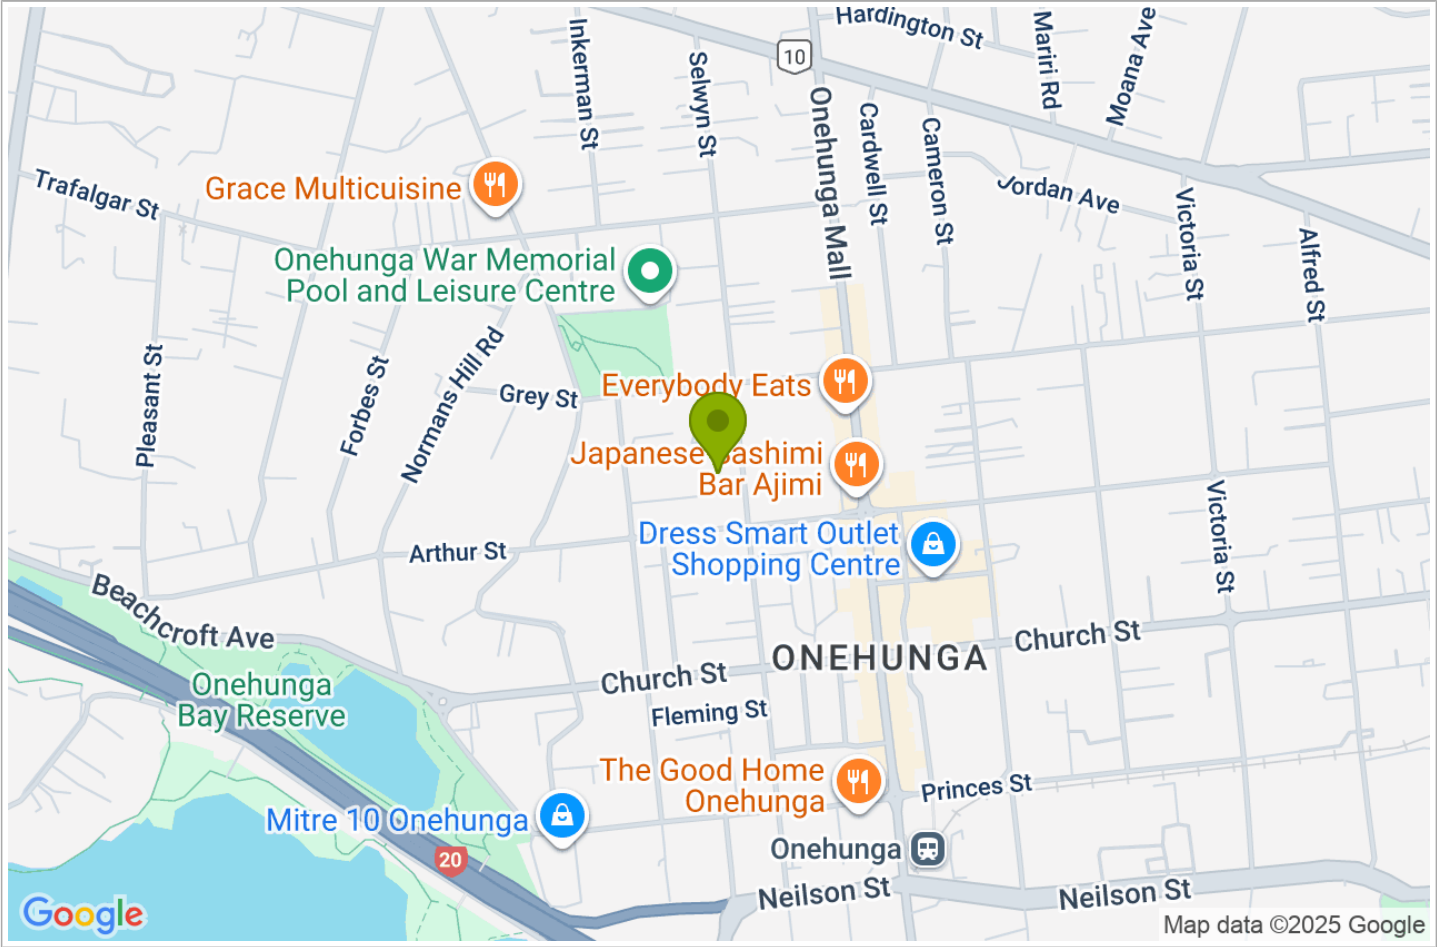 Hardington St
Mariri Rd
Moana Ave
Inkerman St
Selwyn St
10
Onehunga Mall
Cardwell St
Cameron St
Trafalgar St
Grace Multicuisine
Jordan Ave
Victoria St
Alfred St
Onehunga War Memorial
Pool and Leisure Centre
Pleasant St
Forbes St
Normans Hill Rd
Grey St
Everybody Eats
Japanese Sashimi
Bar Ajimi
Victoria St
Dress Smart Outlet
Shopping Centre
Arthur St
Beachcroft Ave
Church St
ONEHUNGA
Church St
Onehunga
Bay Reserve
Fleming St
The Good Home
Onehunga
Princes St
Mitre 10 Onehunga
20
Onehunga
Neilson St
Neilson St
Google
Map data ©2025 Google